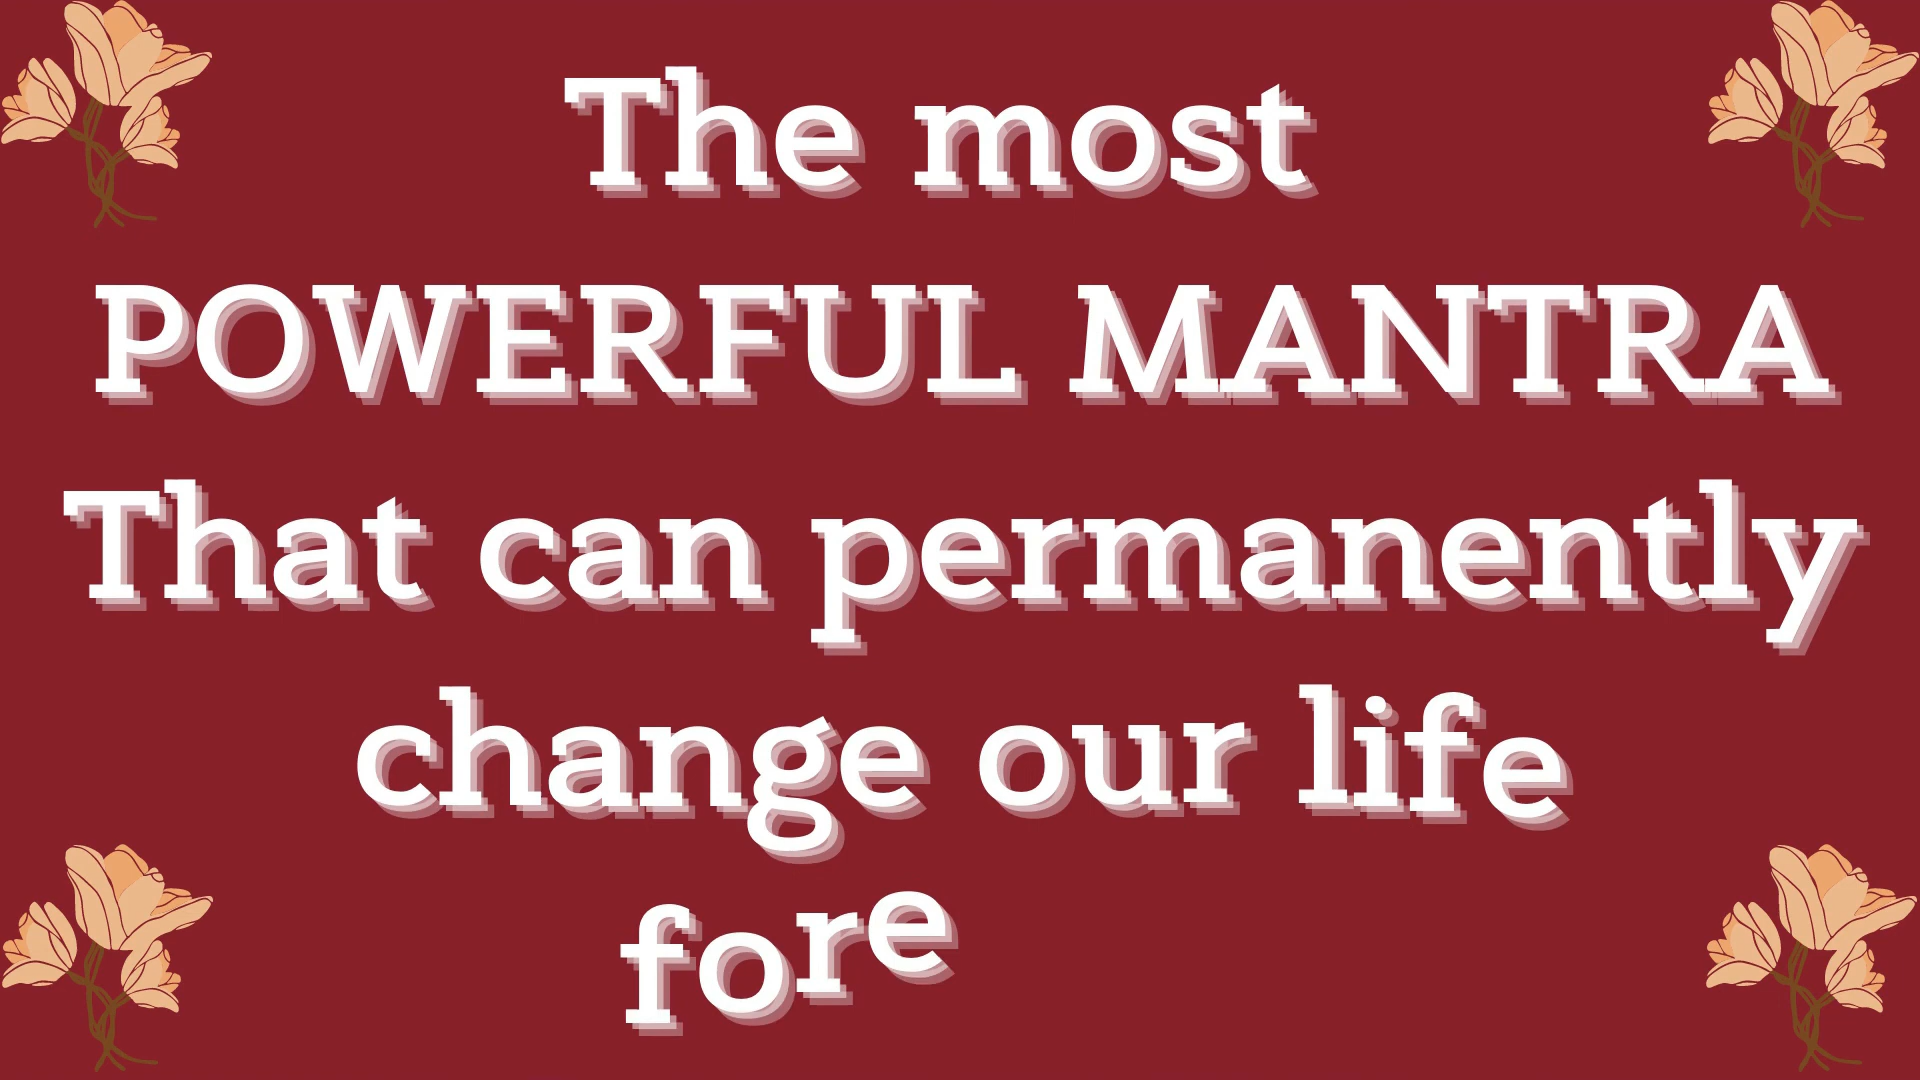 The most
POWERFUL MANTRA
That can permanently
change our life
fore